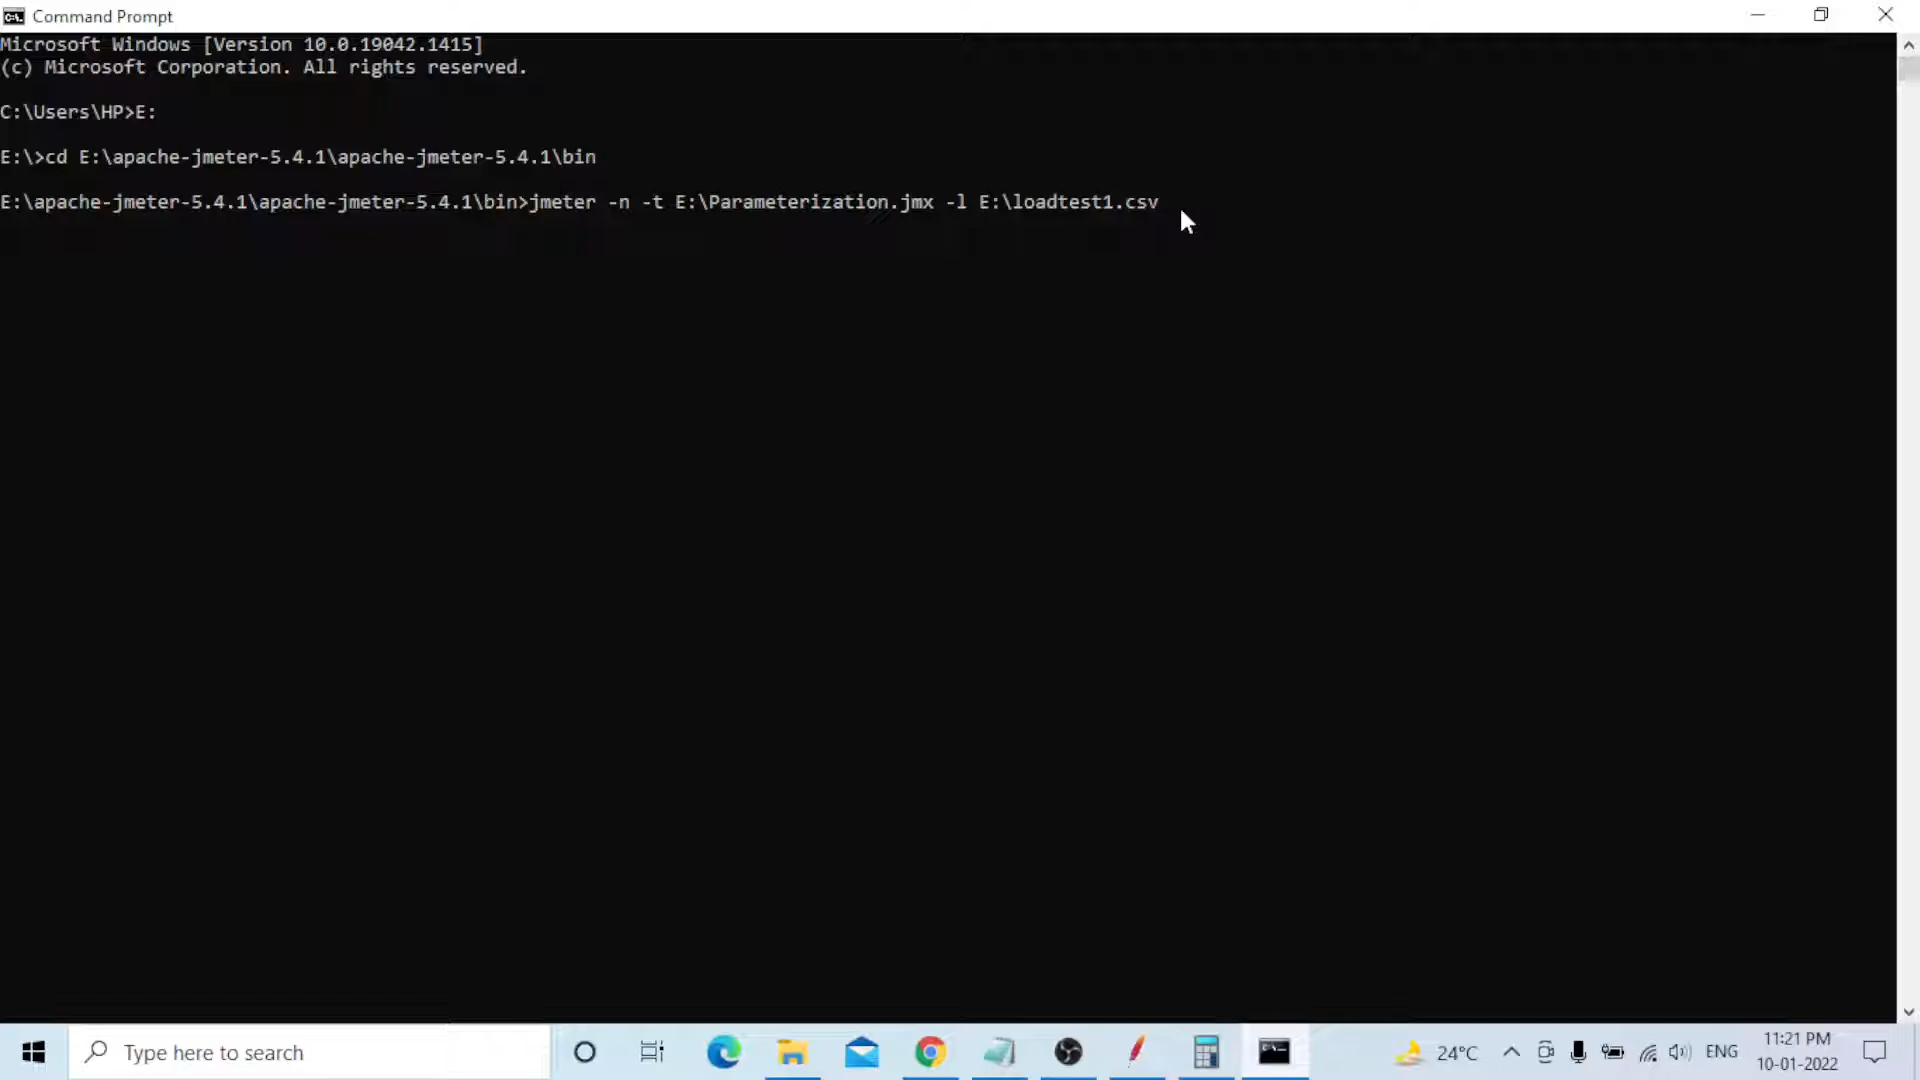 Command Prompt
Microsoft Windows [Version 10.0.19042.1415]
(c) Microsoft Corporation. All rights reserved.
C:\Users\HP>E:
E:\>cd E:\apache-jmeter-5.4.1\apache-jmeter-5.4.1\bin
E:\apache-jmeter-5.4.1\apache-jmeter-5.4.1\bin>jmeter -n -t E:\Parameterization.jmx -l E:\loadtest1.csv
Type here to search
24°C
ENG
11:21 PM
10-01-2022